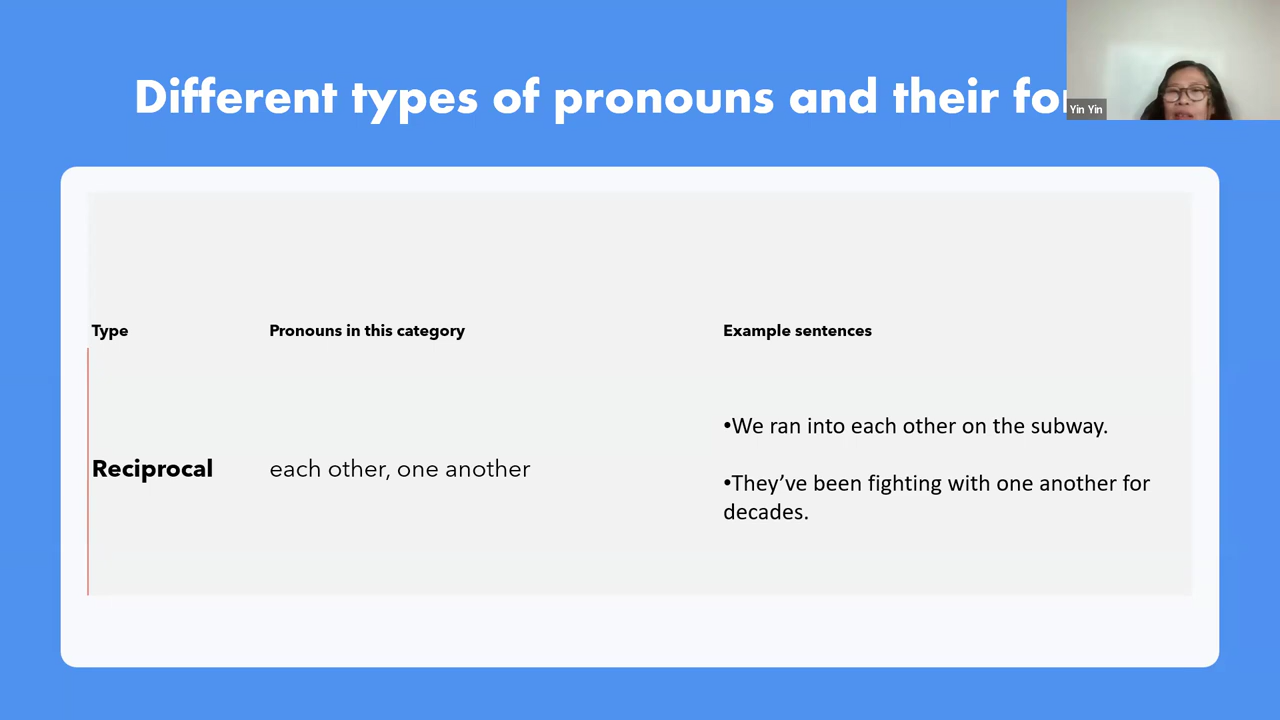 Different types of pronouns and their for
Yin Yin
Type Pronouns in this category Example sentences
•We ran into each other on the subway.
Reciprocal each other, one another
•They’ve been fighting with one another for
decades.